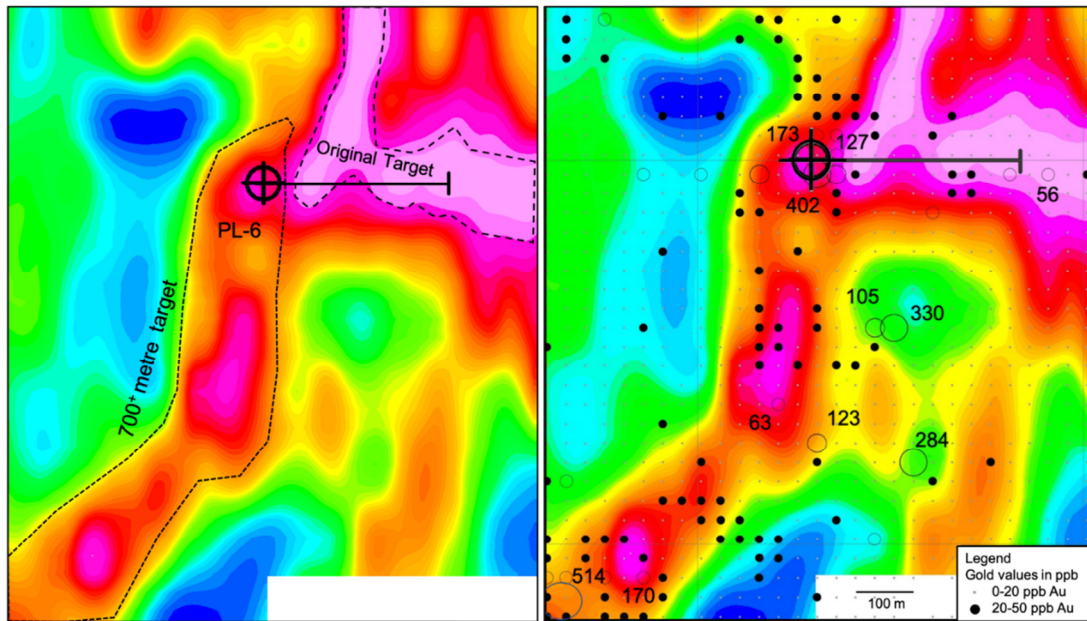 Original Target
PL-6
700+ metre target
173
127
402
56
105
330
63
123
284
514
170
100 m
Legend
Gold values in ppb
0-20 ppb Au
20-50 ppb Au